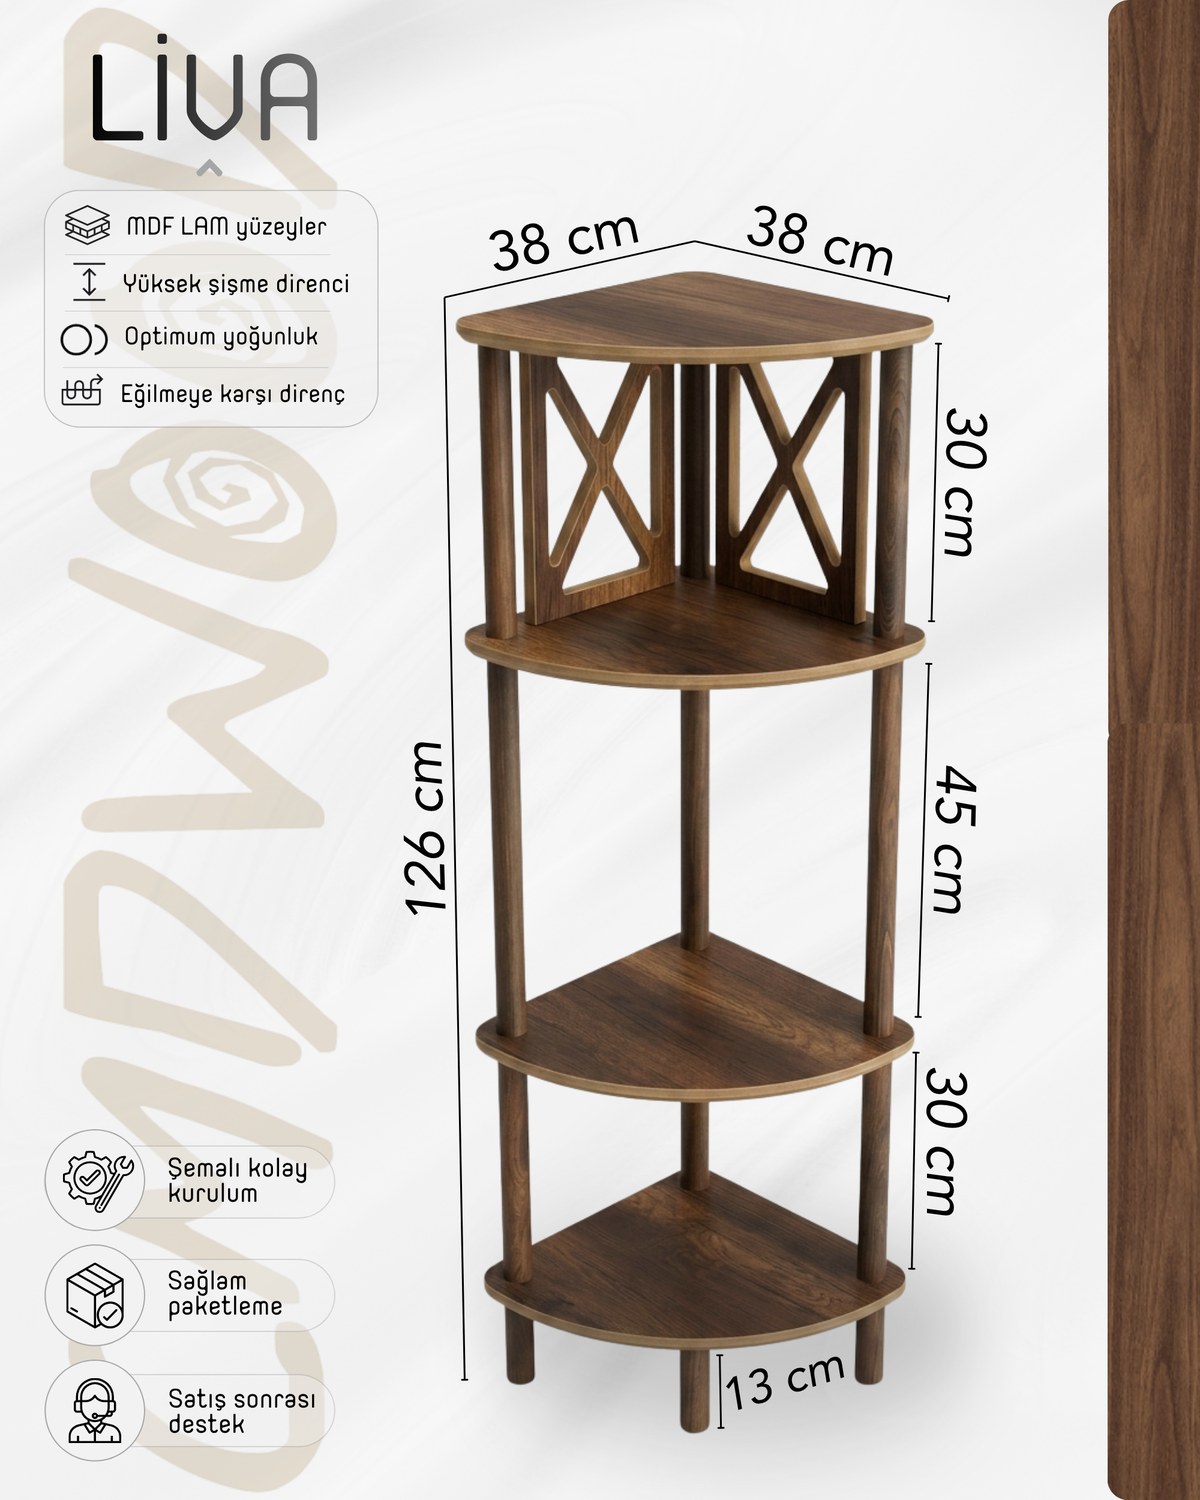 LİVA
MDF LAM yüzeyler
Yüksek şişme direnci
Optimum yoğunluk
Eğilmeye karşı direnç
38 cm
38 cm
30 cm
126 cm
45 cm
30 cm
13 cm
Şemalı kolay
kurulum
Sağlam
paketleme
Satış sonrası
destek